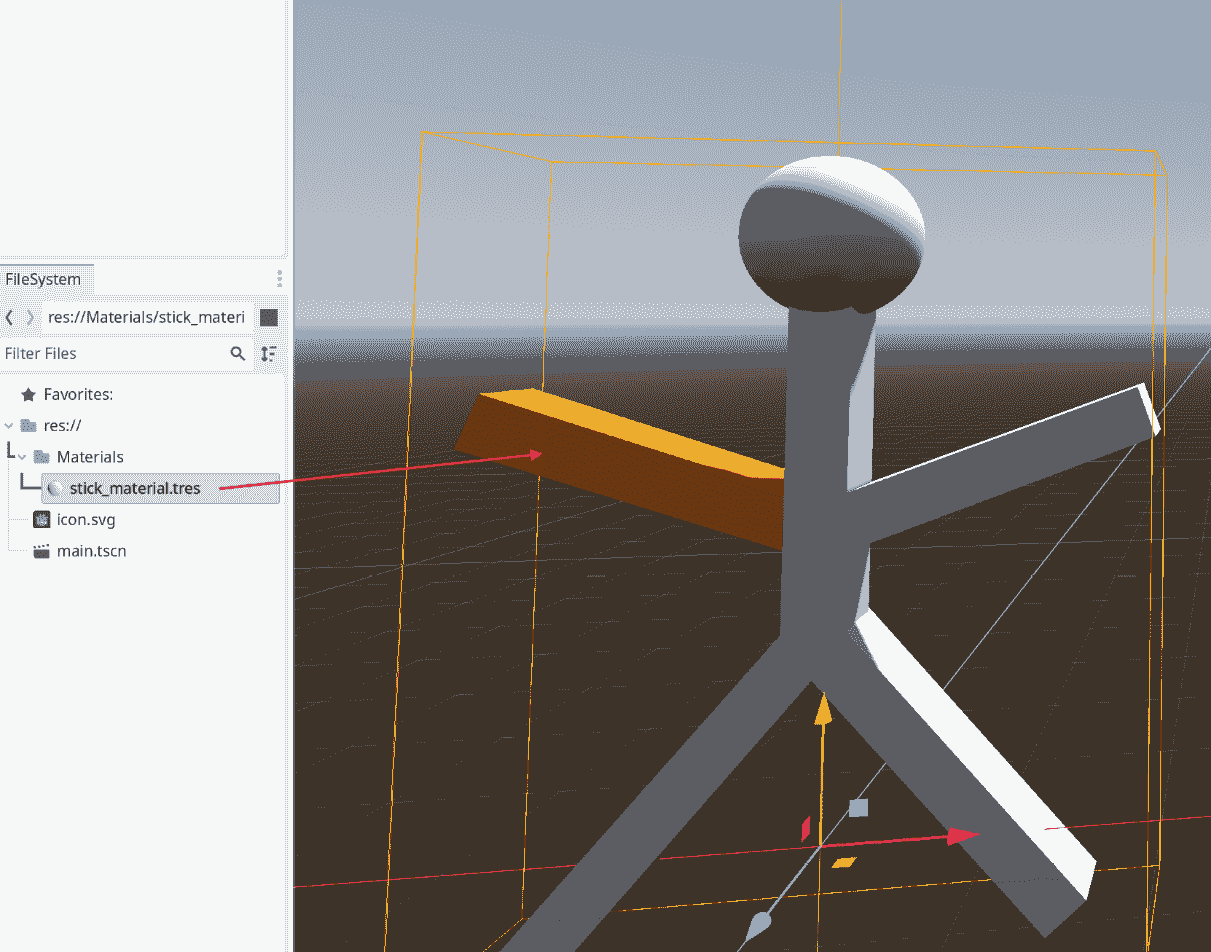 FileSystem
res://Materials/stick_materi
Filter Files
Favorites:
res://
Materials
stick_material.tres
icon.svg
main.tscn